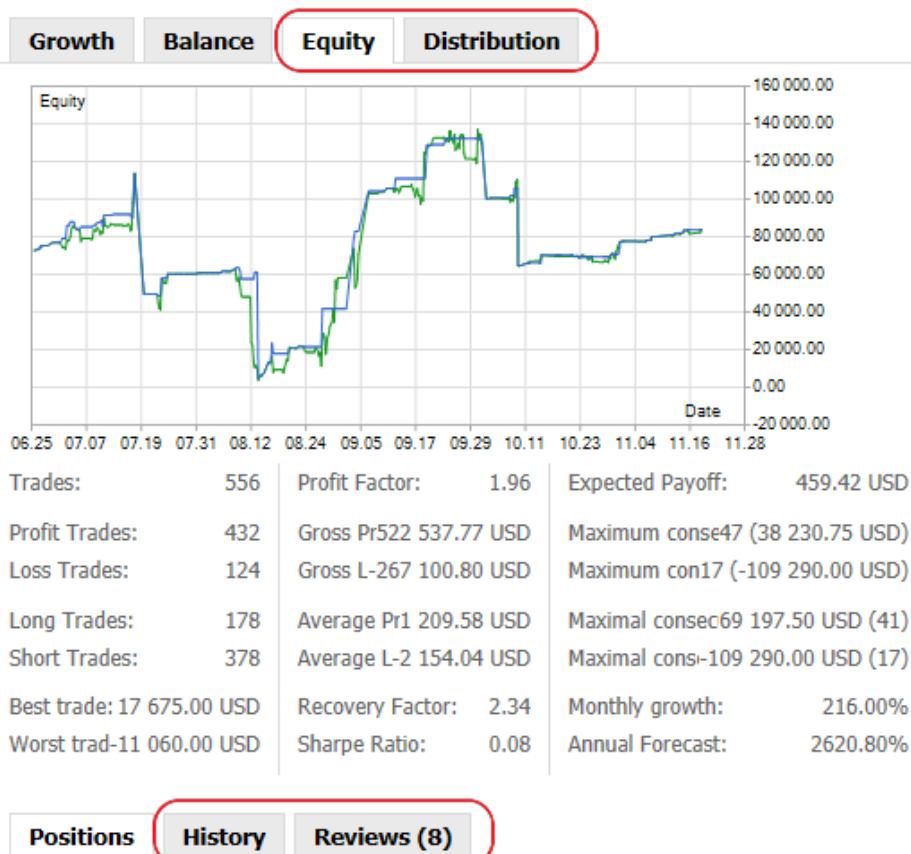 Growth Balance Equity Distribution
Equity
160 000.00
140 000.00
120 000.00
100 000.00
80 000.00
60 000.00
40 000.00
20 000.00
0.00
Date
-20 000.00
06.25 07.07 07.19 07.31 08.12 08.24 09.05 09.17 09.29 10.11 10.23 11.04 11.16 11.28
Trades: 556 Profit Factor: 1.96 Expected Payoff: 459.42 USD
Profit Trades: 432 Gross Pr522 537.77 USD Maximum conse47 (38 230.75 USD)
Loss Trades: 124 Gross L-267 100.80 USD Maximum con17 (-109 290.00 USD)
Long Trades: 178 Average Pr1 209.58 USD Maximal consec69 197.50 USD (41)
Short Trades: 378 Average L-2 154.04 USD Maximal cons-109 290.00 USD (17)
Best trade: 17 675.00 USD Recovery Factor: 2.34 Monthly growth: 216.00%
Worst trad-11 060.00 USD Sharpe Ratio: 0.08 Annual Forecast: 2620.80%
Positions History Reviews (8)